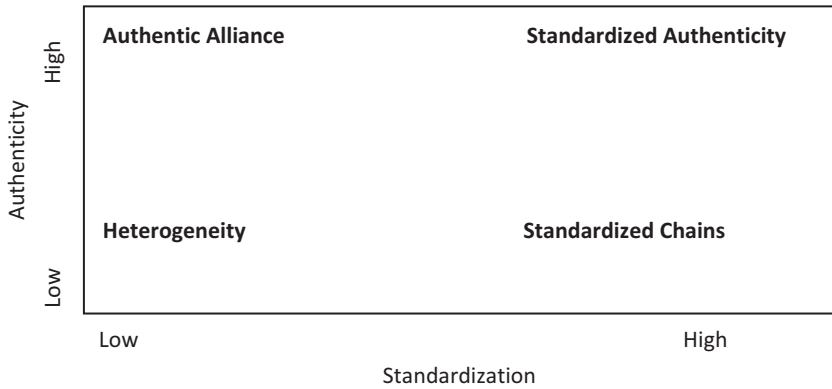 Authentic Alliance Standardized Authenticity
High
Authenticity
Heterogeneity Standardized Chains
Low
Low High
Standardization